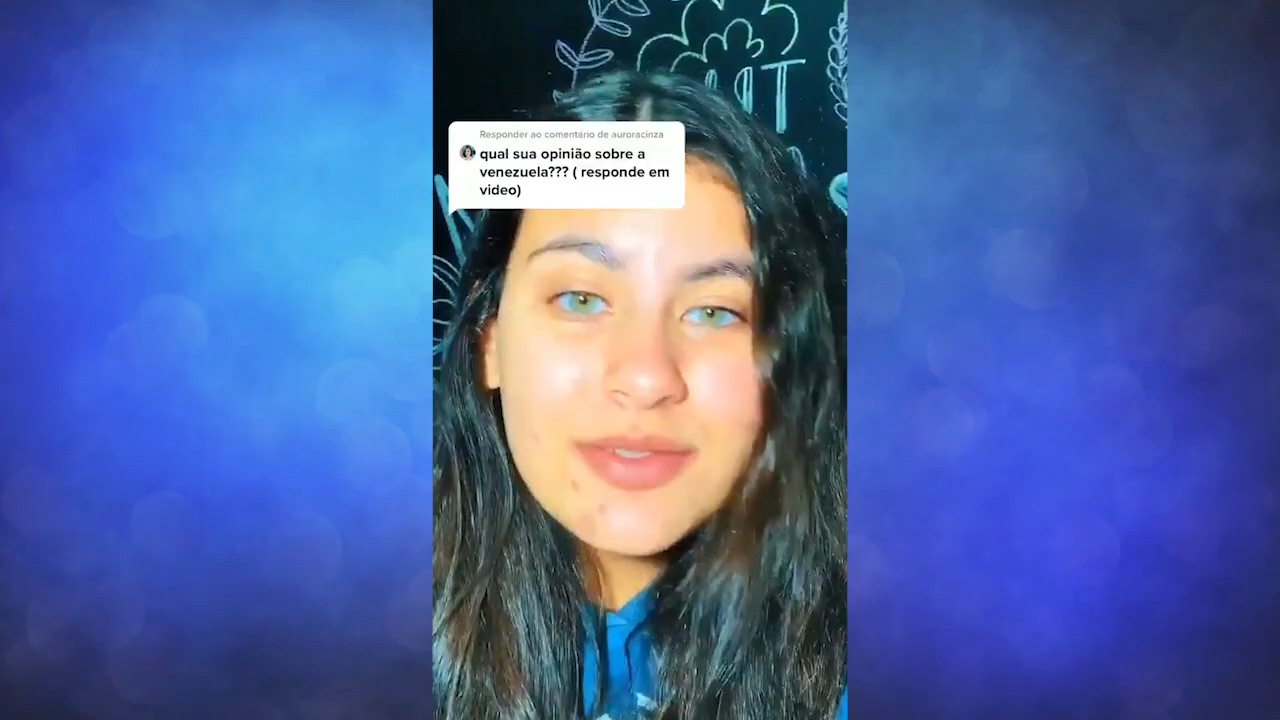 Responder ao comentário de auroracinza
qual sua opinião sobre a
venezuela??? ( responde em
video)